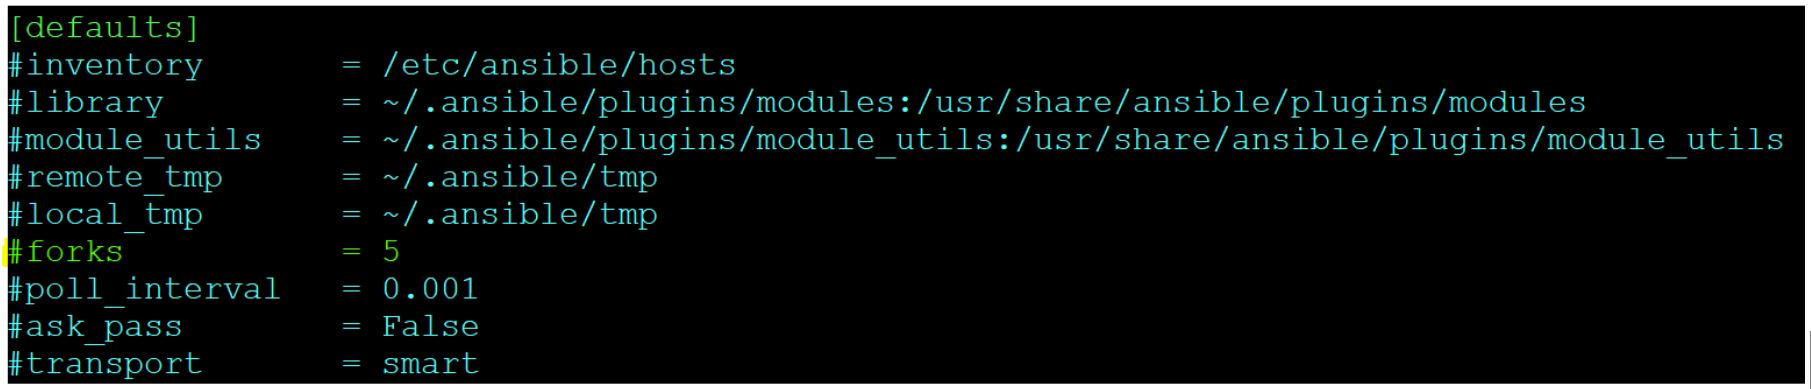 [defaults]
#inventory       = /etc/ansible/hosts
#library         = ~/.ansible/plugins/modules:/usr/share/ansible/plugins/modules
#module_utils    = ~/.ansible/plugins/module_utils:/usr/share/ansible/plugins/module_utils
#remote_tmp      = ~/.ansible/tmp
#local_tmp       = ~/.ansible/tmp
#forks           = 5
#poll_interval   = 0.001
#ask_pass        = False
#transport       = smart